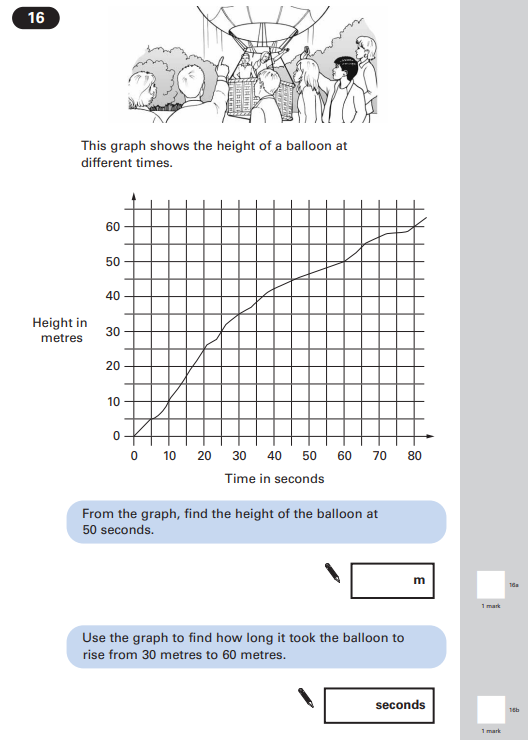 16
This graph shows the height of a balloon at
different times.
60
50
40
30
20
10
0
Height in
metres
0 10 20 30 40 50 60 70 80
Time in seconds
From the graph, find the height of the balloon at
50 seconds.
m
16a
1 mark
Use the graph to find how long it took the balloon to
rise from 30 metres to 60 metres.
seconds
16b
1 mark